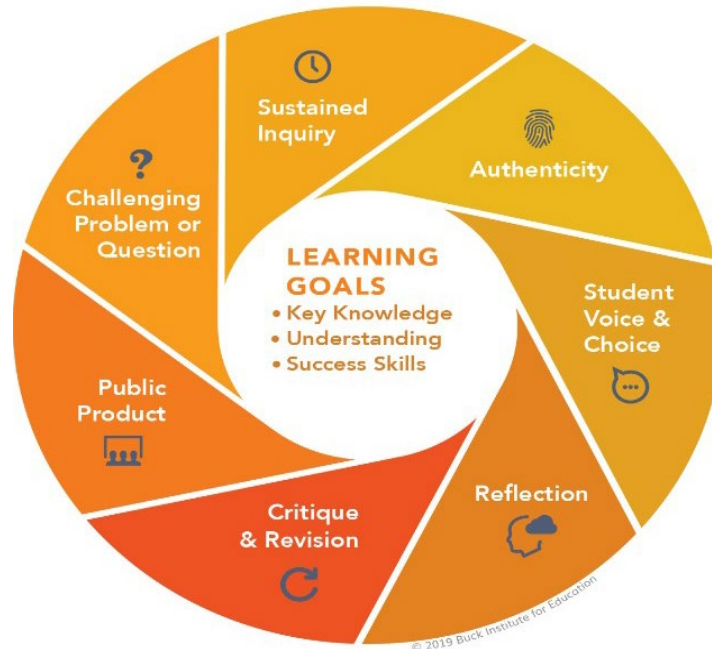 Sustained
Inquiry
Authenticity
Student
Voice &
Choice
Reflection
Critique
& Revision
Public
Product
?
Challenging
Problem or
Question
LEARNING
GOALS
• Key Knowledge
• Understanding
• Success Skills
© 2019 Buck Institute for Education